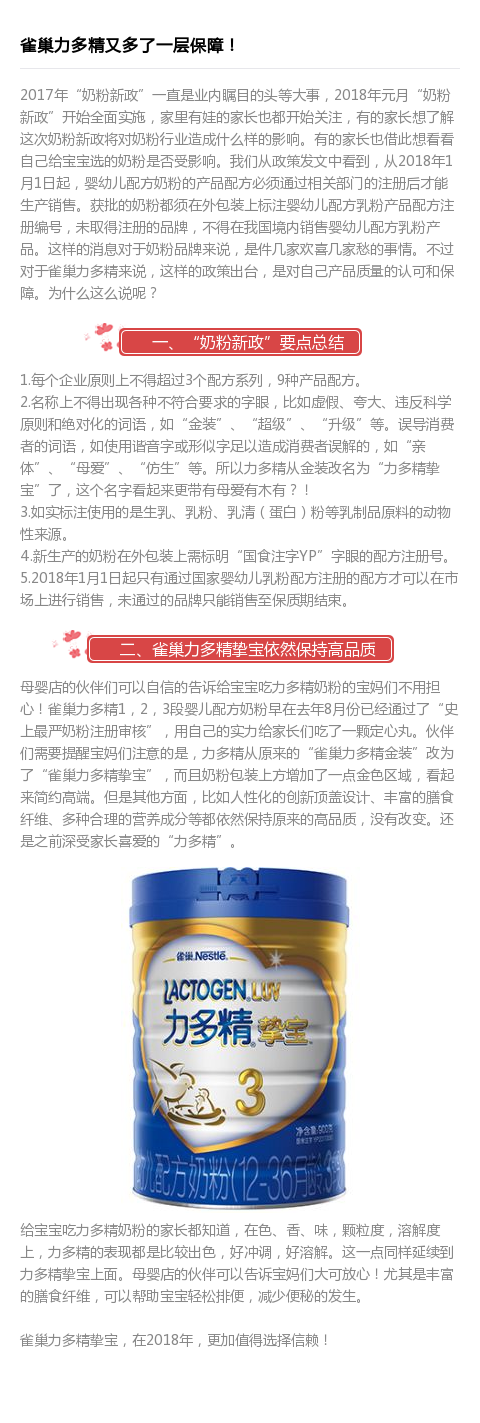 雀巢力多精又多了一层保障！
2017年“奶粉新政”一直是业内瞩目的头等大事，2018年元月“奶粉
新政”开始全面实施，家里有娃的家长也都开始关注，有的家长想了解
这次奶粉新政将对奶粉行业造成什么样的影响。有的家长也借此想看看
自己给宝宝选的奶粉是否受影响。我们从政策发文中看到，从2018年1
月1日起，婴幼儿配方奶粉的产品配方必须通过相关部门的注册后才能
生产销售。获批的奶粉都须在外包装上标注婴幼儿配方乳粉产品配方注
册编号，未取得注册的品牌，不得在我国境内销售婴幼儿配方乳粉产
品。这样的消息对于奶粉品牌来说，是件几家欢喜几家愁的事情。不过
对于雀巢力多精来说，这样的政策出台，是对自己产品质量的认可和保
障。为什么这么说呢？
一、“奶粉新政”要点总结
1.每个企业原则上不得超过3个配方系列，9种产品配方。
2.名称上不得出现各种不符合要求的字眼，比如虚假、夸大、违反科学
原则和绝对化的词语，如“金装”、“超级”、“升级”等。误导消费
者的词语，如使用谐音字或形似字足以造成消费者误解的，如“亲
体”、“母爱”、“仿生”等。所以力多精从金装改名为“力多精挚
宝”了，这个名字看起来更带有母爱有木有？！
3.如实标注使用的是生乳、乳粉、乳清（蛋白）粉等乳制品原料的动物
性来源。
4.新生产的奶粉在外包装上需标明“国食注字YP”字眼的配方注册号。
5.2018年1月1日起只有通过国家婴幼儿乳粉配方注册的配方才可以在市
场上进行销售，未通过的品牌只能销售至保质期结束。
二、雀巢力多精挚宝依然保持高品质
母婴店的伙伴们可以自信的告诉给宝宝吃力多精奶粉的宝妈们不用担
心！雀巢力多精1，2，3段婴儿配方奶粉早在去年8月份已经通过了“史
上最严奶粉注册审核”，用自己的实力给家长们吃了一颗定心丸。伙伴
们需要提醒宝妈们注意的是，力多精从原来的“雀巢力多精金装”改为
了“雀巢力多精挚宝”，而且奶粉包装上方增加了一点金色区域，看起
来简约高端。但是其他方面，比如人性化的创新顶盖设计、丰富的膳食
纤维、多种合理的营养成分等都依然保持原来的高品质，没有改变。还
是之前深受家长喜爱的“力多精”。
雀巢.Nestlé.
LACTOGEN.LUV
力多精.挚宝
3
净含量:900克
幼儿配方奶粉(12-36月龄,3段)
给宝宝吃力多精奶粉的家长都知道，在色、香、味，颗粒度，溶解度
上，力多精的表现都是比较出色，好冲调，好溶解。这一点同样延续到
力多精挚宝上面。母婴店的伙伴可以告诉宝妈们大可放心！尤其是丰富
的膳食纤维，可以帮助宝宝轻松排便，减少便秘的发生。
雀巢力多精挚宝，在2018年，更加值得选择信赖！